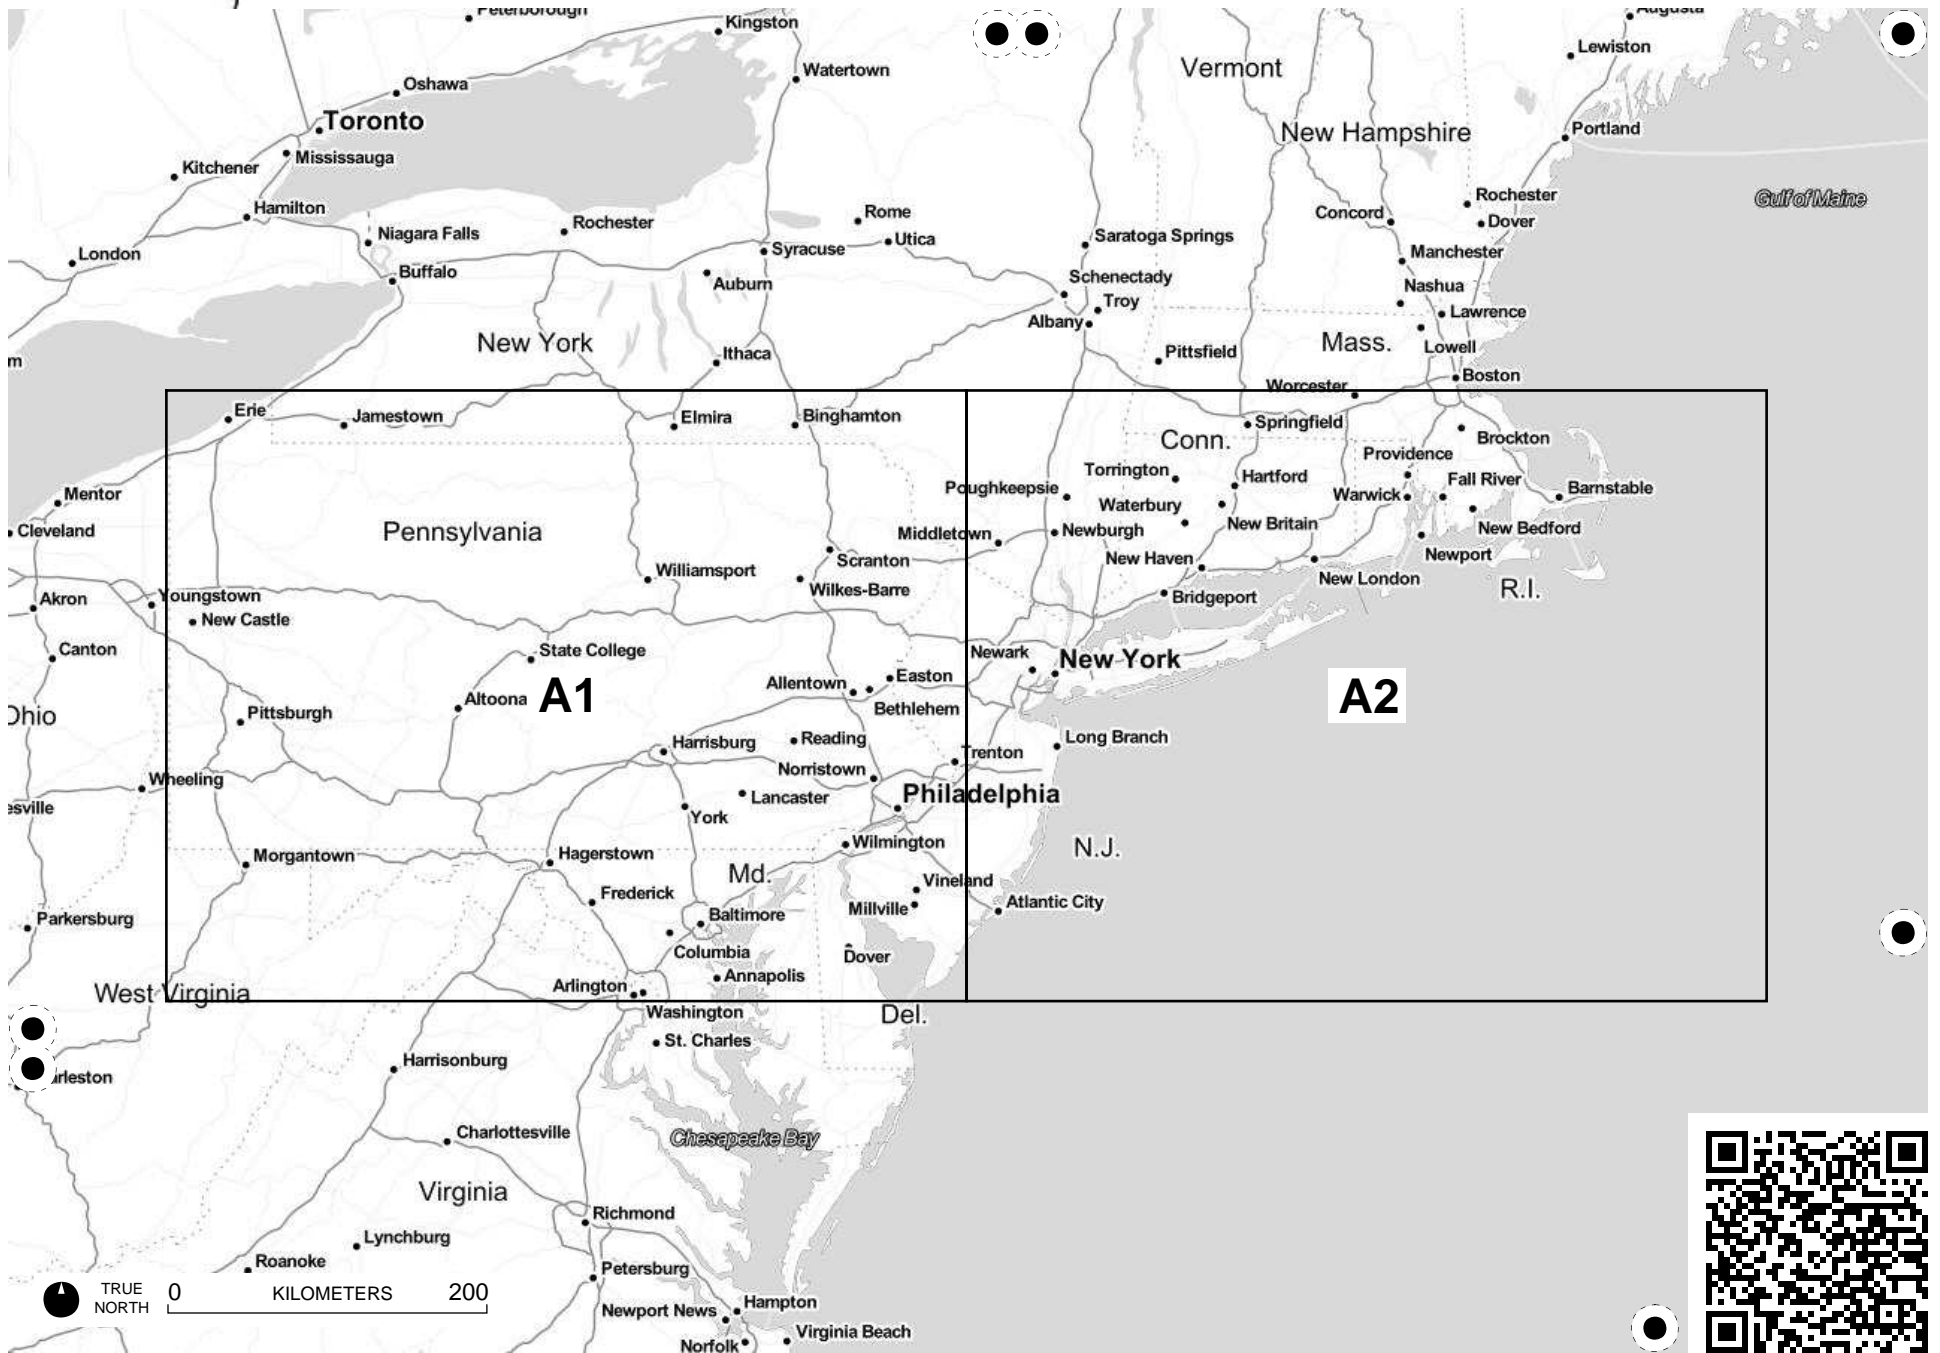 Peterborough
Kingston
Augusta
Lewiston
Watertown
Vermont
Oshawa
Toronto
New Hampshire
Portland
Mississauga
Kitchener
Rochester
Gulf of Maine
Hamilton
Rome
Concord
Dover
Rochester
Niagara Falls
Syracuse
Utica
Saratoga Springs
London
Manchester
Buffalo
Auburn
Schenectady
Nashua
Troy
Lawrence
Albany
New York
Mass.
Lowell
Ithaca
Pittsfield
m
Boston
Worcester
Erie
Jamestown
Elmira
Binghamton
Springfield
Conn.
Brockton
Providence
Torrington
Hartford
Fall River
Poughkeepsie
Warwick
Barnstable
Mentor
Waterbury
New Britain
New Bedford
Cleveland
Pennsylvania
Middletown
Newburgh
Newport
Scranton
New Haven
Williamsport
New London
R.I.
Wilkes-Barre
Akron
Youngstown
Bridgeport
New Castle
Canton
State College
Newark
New York
Allentown
Easton
A1
A2
Altoona
Bethlehem
Ohio
Pittsburgh
Harrisburg
Reading
Long Branch
Trenton
Norristown
Wheeling
Lancaster
Philadelphia
esville
York
Wilmington
N.J.
Morgantown
Hagerstown
Md.
Vineland
Frederick
Millville
Atlantic City
Parkersburg
Baltimore
Columbia
Dover
Annapolis
Arlington
West Virginia
Washington
Del.
St. Charles
Harrisonburg
rleston
Charlottesville
Chesapeake Bay
Virginia
Richmond
Lynchburg
Roanoke
Petersburg
TRUE
NORTH
0
KILOMETERS
200
Newport News
Hampton
Norfolk
Virginia Beach